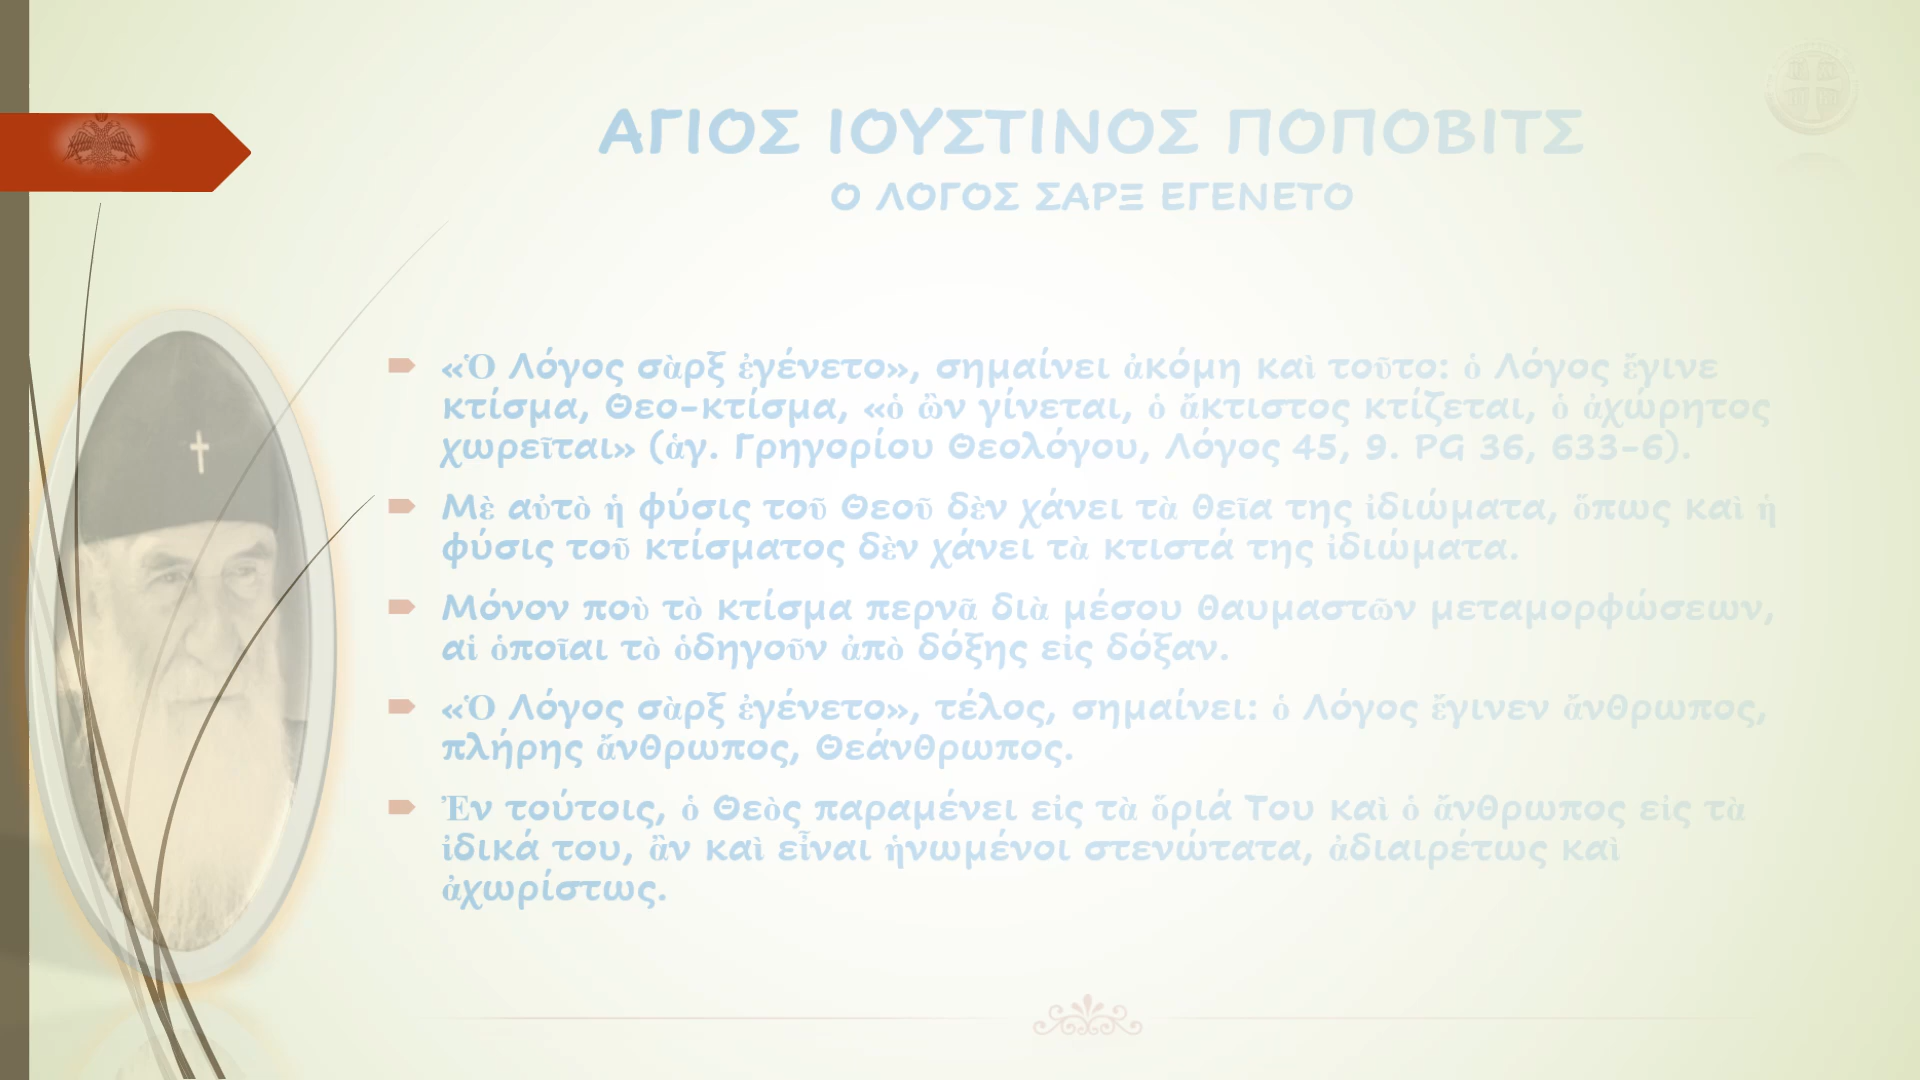 ΑΓΙΟΣ ΙΟΥΣΤΙΝΟΣ ΠΟΠΟΒΙΤΣ
Ο ΛΟΓΟΣ ΣΑΡΞ ΕΓΕΝΕΤΟ
«Ὁ Λόγος σὰρξ ἐγένετο», σημαίνει ἀκόμη καὶ τοῦτο: ὁ Λόγος ἔγινε
κτίσμα, Θεο-κτίσμα, «ὁ ὢν γίνεται, ὁ ἄκτιστος κτίζεται, ὁ ἀχώρητος
χωρεῖται» (ἁγ. Γρηγορίου Θεολόγου, Λόγος 45, 9. PG 36, 633-6).
Μὲ αὐτὸ ἡ φύσις τοῦ Θεοῦ δὲν χάνει τὰ θεῖα της ἰδιώματα, ὅπως καὶ ἡ
φύσις τοῦ κτίσματος δὲν χάνει τὰ κτιστά της ἰδιώματα.
Μόνον ποὺ τὸ κτίσμα περνᾶ διὰ μέσου θαυμαστῶν μεταμορφώσεων,
αἱ ὁποῖαι τὸ ὁδηγοῦν ἀπὸ δόξης εἰς δόξαν.
«Ὁ Λόγος σὰρξ ἐγένετο», τέλος, σημαίνει: ὁ Λόγος ἔγινεν ἄνθρωπος,
πλήρης ἄνθρωπος, Θεάνθρωπος.
Ἐν τούτοις, ὁ Θεὸς παραμένει εἰς τὰ ὅριά Του καὶ ὁ ἄνθρωπος εἰς τὰ
ἰδικά του, ἂν καὶ εἶναι ἡνωμένοι στενώτατα, ἀδιαιρέτως καὶ
ἀχωρίστως.